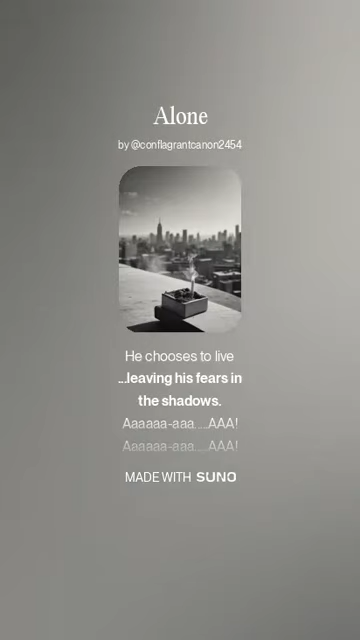 Alone
by @conflagrantcanon2454
He chooses to live
...leaving his fears in
the shadows.
Aaaaaa-aaa.....AAA!
Aaaaaa-aaa.....AAA!
MADE WITH SUNO